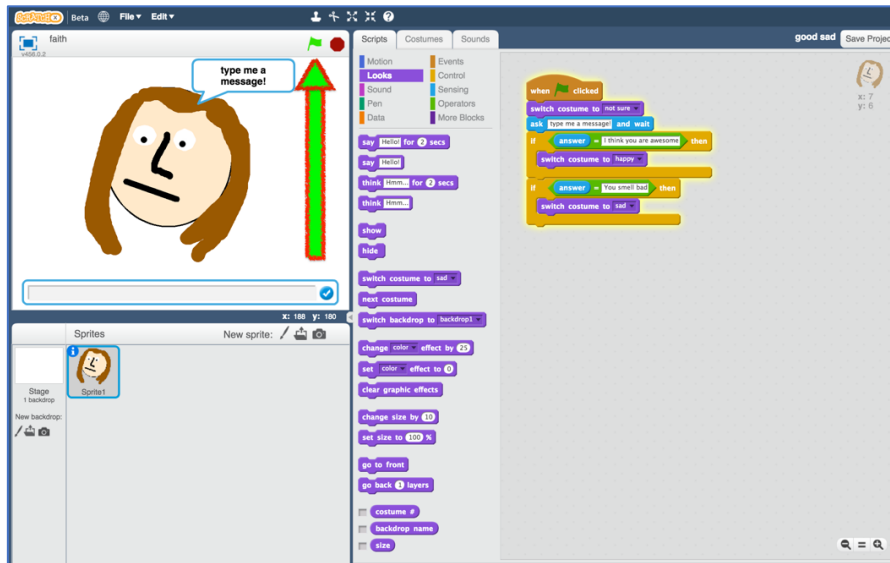 SCRATCHX Beta File▾ Edit▾
faith
v456.0.2
type me a
message!
x: 188 y: 180
Sprites New sprite:
Stage
1 backdrop
New backdrop:
Sprite1
Scripts Costumes Sounds
good sad Save Projec
Motion Events
Looks Control
Sound Sensing
Pen Operators
Data More Blocks
say Hello! for 2 secs
say Hello!
think Hmm... for 2 secs
think Hmm...
show
hide
switch costume to sad
next costume
switch backdrop to backdrop1
change color effect by 25
set color effect to 0
clear graphic effects
change size by 10
set size to 100 %
go to front
go back 1 layers
costume #
backdrop name
size
when clicked
switch costume to not sure
ask type me a message! and wait
if answer = I think you are awesome then
switch costume to happy
if answer = You smell bad then
switch costume to sad
x: 7
y: 6